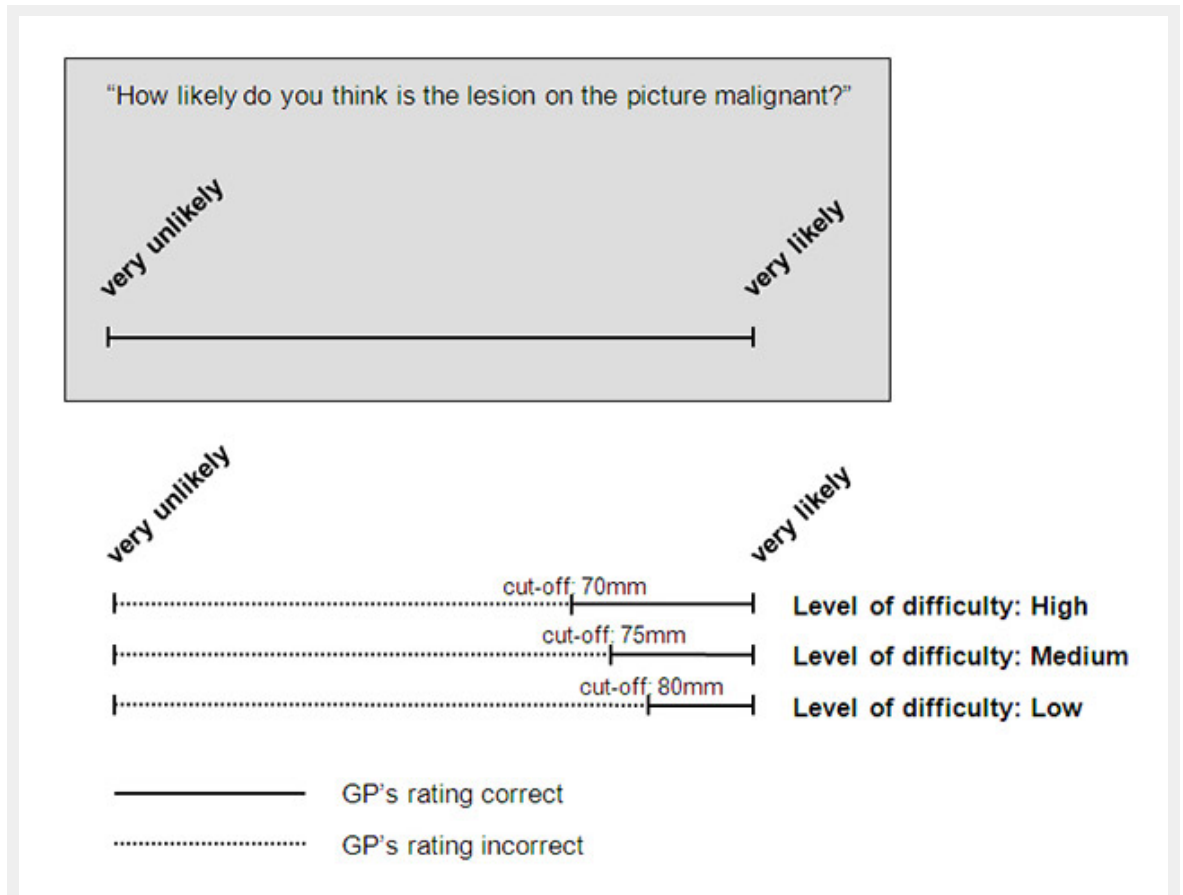 “How likely do you think is the lesion on the picture malignant?”
very unlikely
very likely
very unlikely
very likely
cut-off: 70mm
Level of difficulty: High
cut-off: 75mm
Level of difficulty: Medium
cut-off: 80mm
Level of difficulty: Low
GP’s rating correct
GP’s rating incorrect